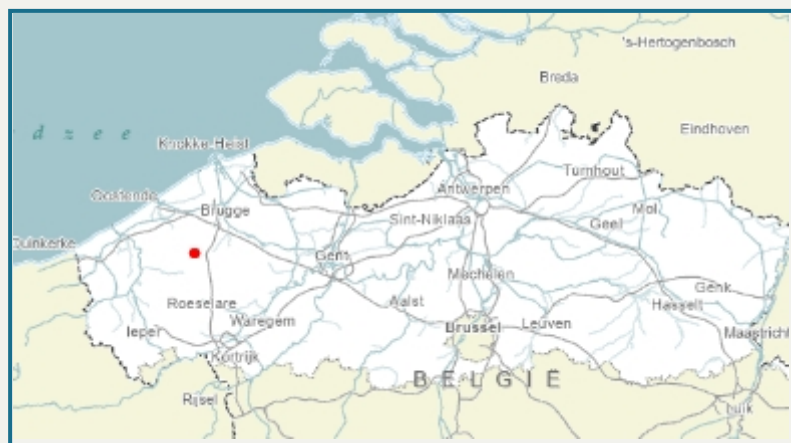 's-Hertogenbosch
Breda
d z e e
Eindhoven
Knokke-Heist
Turnhout
Antwerpen
Oostende
Mol
Brugge
Sint-Niklaas
Geel
Duinkerke
Gent
Mechelen
Genk
Roeselare
Aalst
Hasselt
Waregem
Brussel
Leuven
Ieper
Maastricht
Kortrijk
BELGIË
Rijsel
Luik